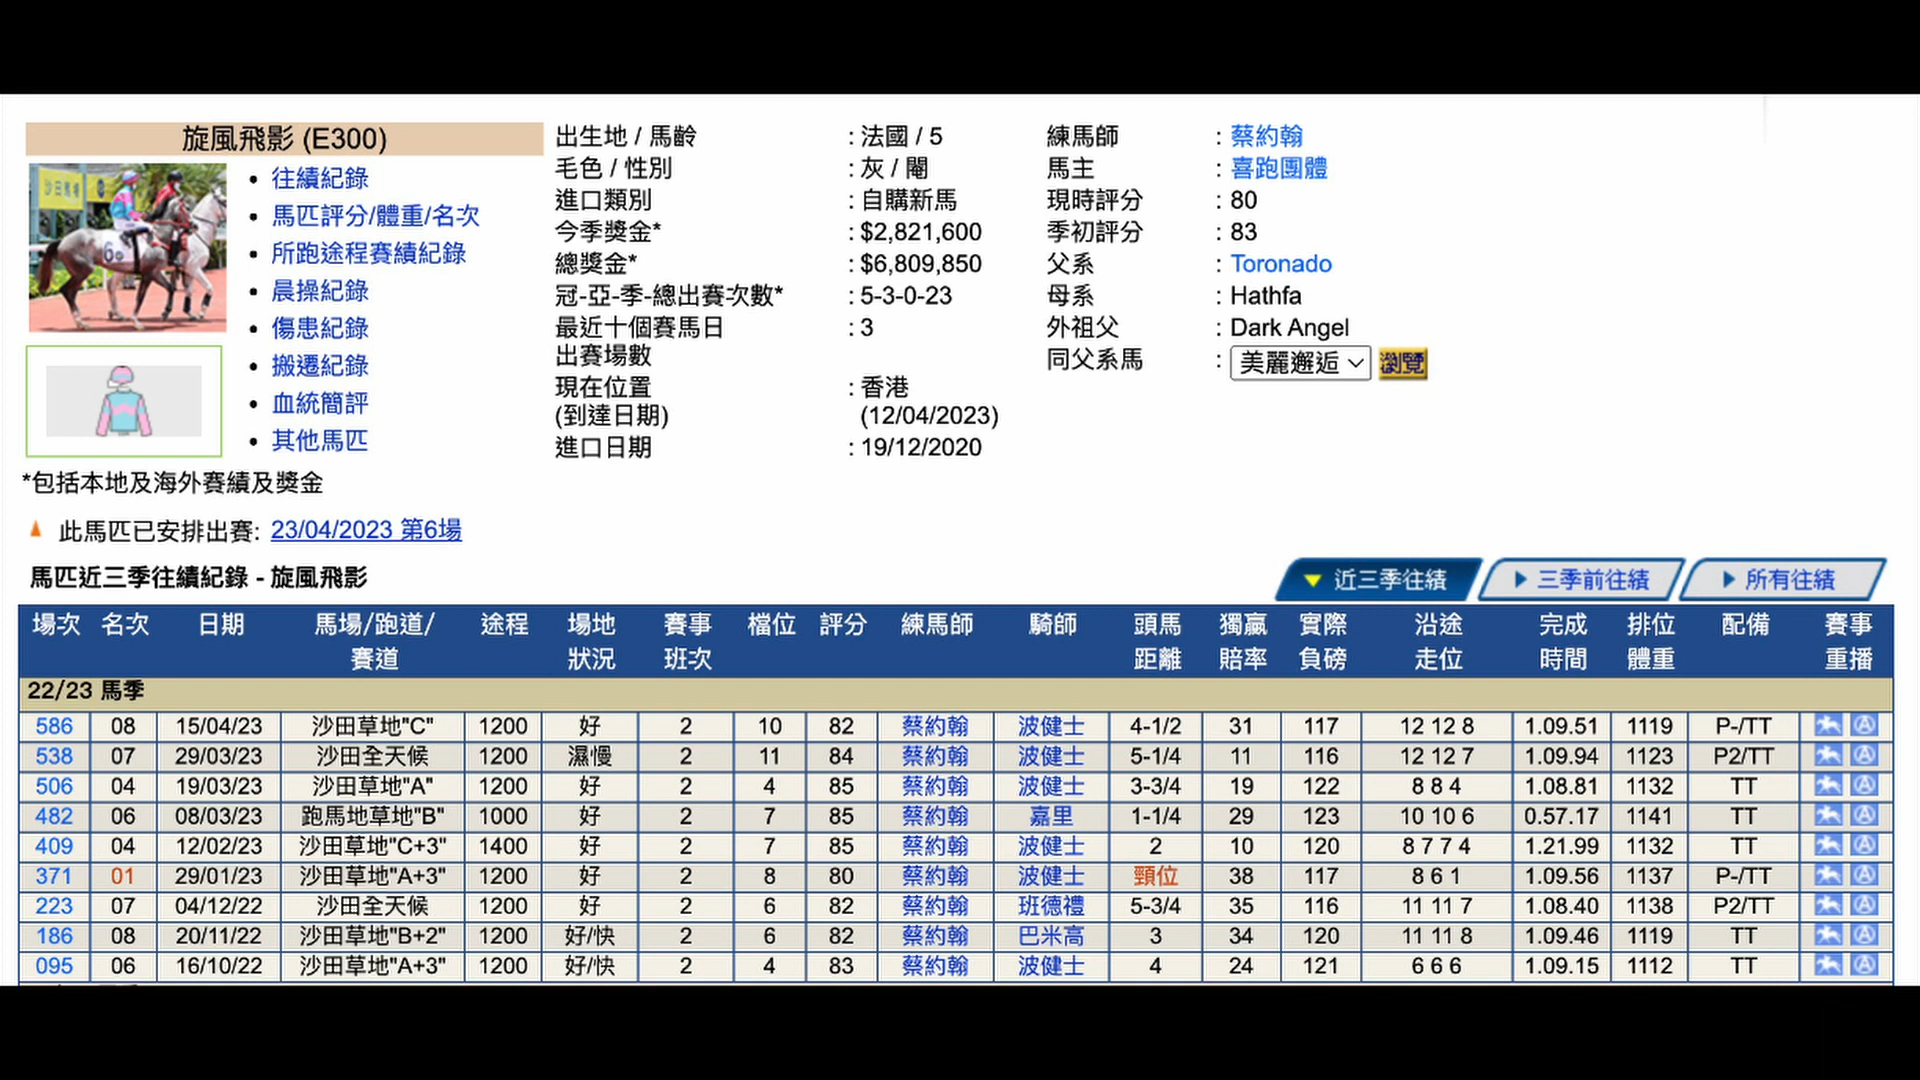 旋風飛影 (E300)
往績紀錄
馬匹評分/體重/名次
所跑途程賽績紀錄
晨操紀錄
傷患紀錄
搬遷紀錄
血統簡評
其他馬匹
*包括本地及海外賽績及獎金
出生地 / 馬齡 : 法國 / 5
毛色 / 性別 : 灰 / 閹
進口類別 : 自購新馬
今季獎金* : $2,821,600
總獎金* : $6,809,850
冠-亞-季-總出賽次數* : 5-3-0-23
最近十個賽馬日 : 3
出賽場數
現在位置 : 香港
(到達日期) (12/04/2023)
進口日期 : 19/12/2020
練馬師 : 蔡約翰
馬主 : 喜跑團體
現時評分 : 80
季初評分 : 83
父系 : Toronado
母系 : Hathfa
外祖父 : Dark Angel
同父系馬 : 美麗邂逅 瀏覽
此馬匹已安排出賽: 23/04/2023 第6場
馬匹近三季往績紀錄 - 旋風飛影
近三季往績 三季前往績 所有往績
場次 名次 日期 馬場/跑道/ 途程 場地 賽事 檔位 評分 練馬師 騎師 頭馬 獨贏 實際 沿途 完成 排位 配備 賽事
賽道 狀況 班次 距離 賠率 負磅 走位 時間 體重 重播
22/23 馬季
586 08 15/04/23 沙田草地"C" 1200 好 2 10 82 蔡約翰 波健士 4-1/2 31 117 12 12 8 1.09.51 1119 P-/TT
538 07 29/03/23 沙田全天候 1200 濕慢 2 11 84 蔡約翰 波健士 5-1/4 11 116 12 12 7 1.09.94 1123 P2/TT
506 04 19/03/23 沙田草地"A" 1200 好 2 4 85 蔡約翰 波健士 3-3/4 19 122 8 8 4 1.08.81 1132 TT
482 06 08/03/23 跑馬地草地"B" 1000 好 2 7 85 蔡約翰 嘉里 1-1/4 29 123 10 10 6 0.57.17 1141 TT
409 04 12/02/23 沙田草地"C+3" 1400 好 2 7 85 蔡約翰 波健士 2 10 120 8 7 7 4 1.21.99 1132 TT
371 01 29/01/23 沙田草地"A+3" 1200 好 2 8 80 蔡約翰 波健士 頸位 38 117 8 6 1 1.09.56 1137 P-/TT
223 07 04/12/22 沙田全天候 1200 好 2 6 82 蔡約翰 班德禮 5-3/4 35 116 11 11 7 1.08.40 1138 P2/TT
186 08 20/11/22 沙田草地"B+2" 1200 好/快 2 6 82 蔡約翰 巴米高 3 34 120 11 11 8 1.09.46 1119 TT
095 06 16/10/22 沙田草地"A+3" 1200 好/快 2 4 83 蔡約翰 波健士 4 24 121 6 6 6 1.09.15 1112 TT